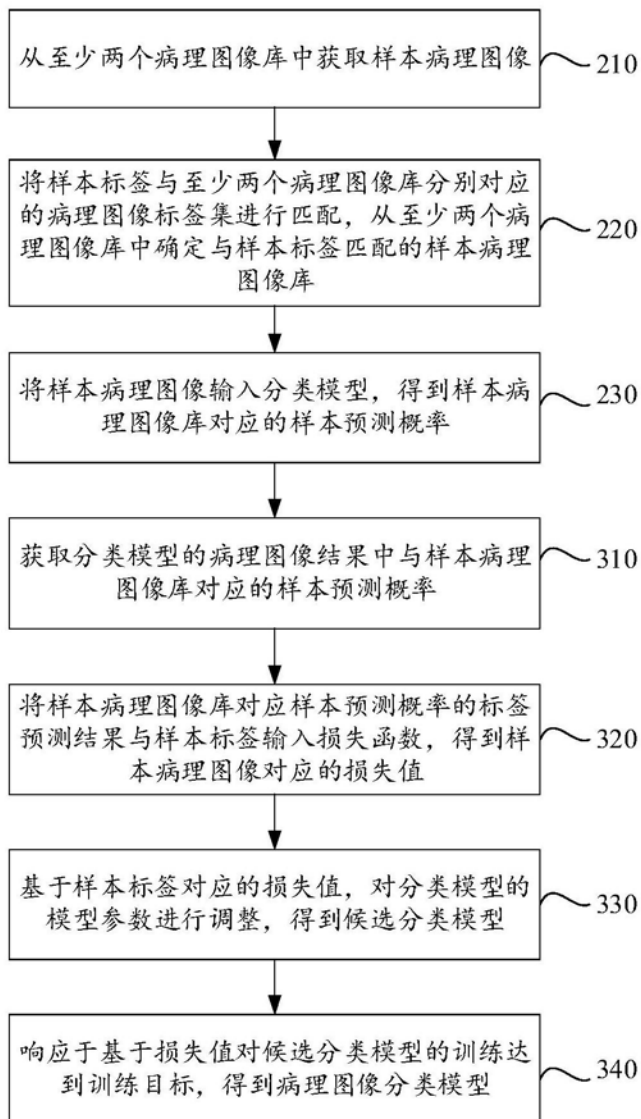 从至少两个病理图像库中获取样本病理图像
210
将样本标签与至少两个病理图像库分别对应
的病理图像标签集进行匹配，从至少两个病
理图像库中确定与样本标签匹配的样本病理
图像库
220
将样本病理图像输入分类模型，得到样本病
理图像库对应的样本预测概率
230
获取分类模型的病理图像结果中与样本病理
图像库对应的样本预测概率
310
将样本病理图像库对应样本预测概率的标签
预测结果与样本标签输入损失函数，得到样
本病理图像对应的损失值
320
基于样本标签对应的损失值，对分类模型的
模型参数进行调整，得到候选分类模型
330
响应于基于损失值对候选分类模型的训练达
到训练目标，得到病理图像分类模型
340